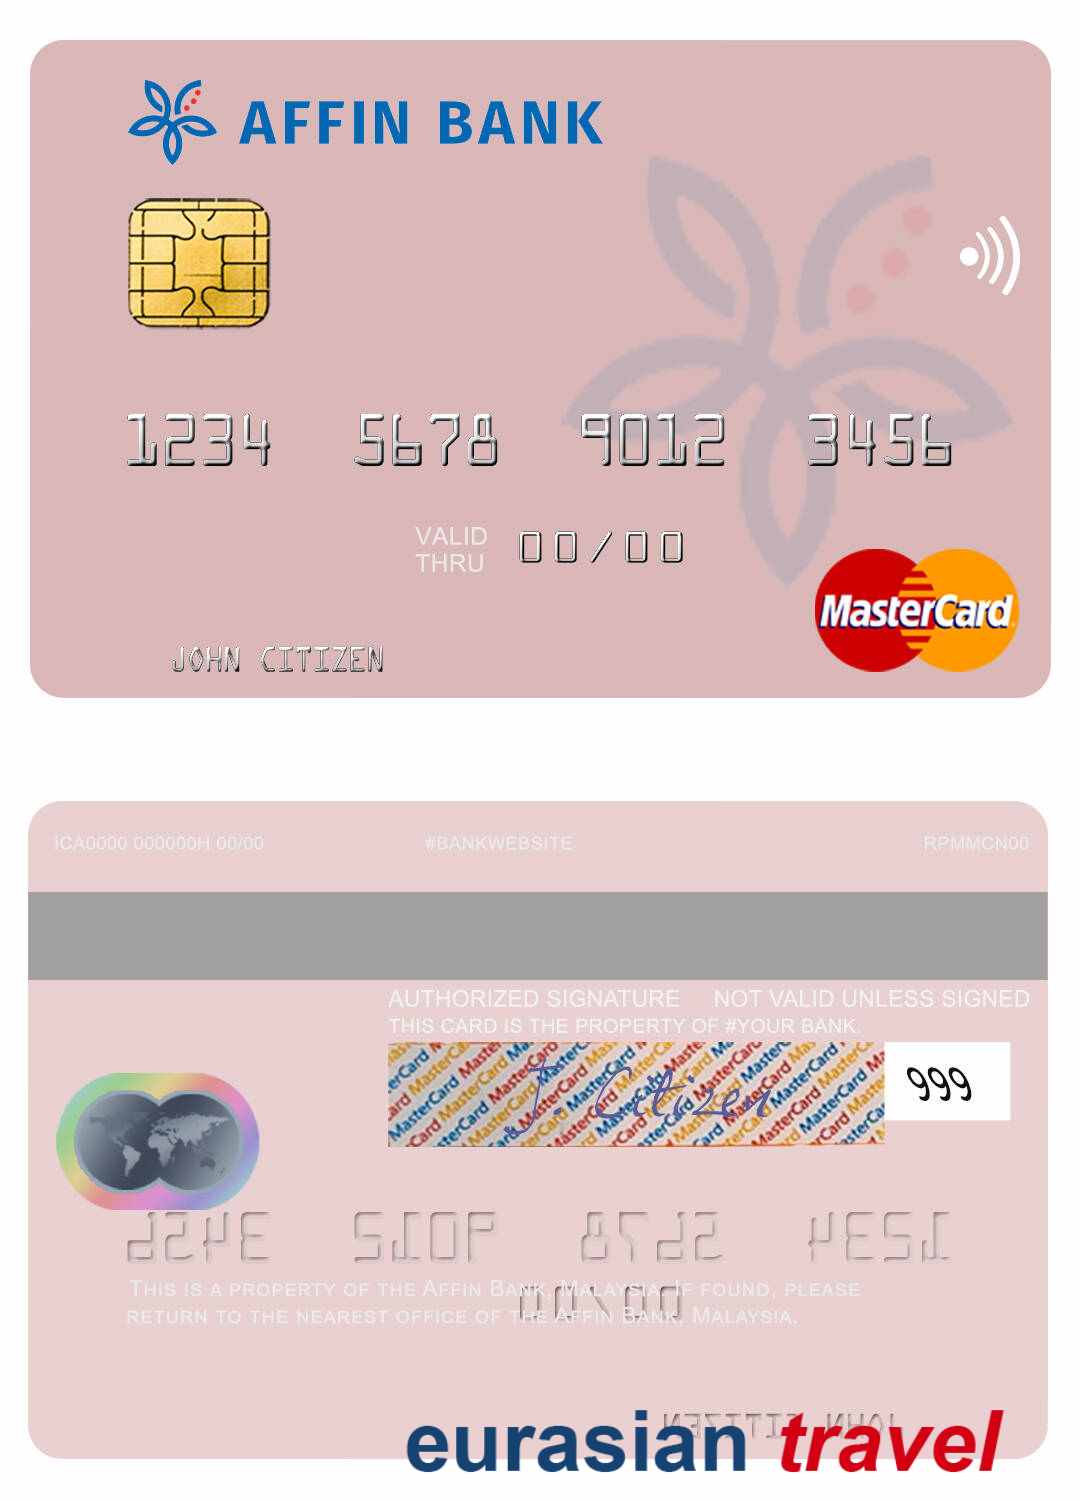 AFFIN BANK
1234 5678 9012 3456
VALID
THRU 00/00
MasterCard
JOHN CITIZEN
ICA0000 000000H 00/00 #BANKWEBSITE RPMMCN00
AUTHORIZED SIGNATURE NOT VALID UNLESS SIGNED
THIS CARD IS THE PROPERTY OF #YOUR BANK.
J. Citizen 999
THIS IS A PROPERTY OF THE AFFIN BANK, MALAYSIA. IF FOUND, PLEASE
RETURN TO THE NEAREST OFFICE OF THE AFFIN BANK, MALAYSIA.
eurasian travel